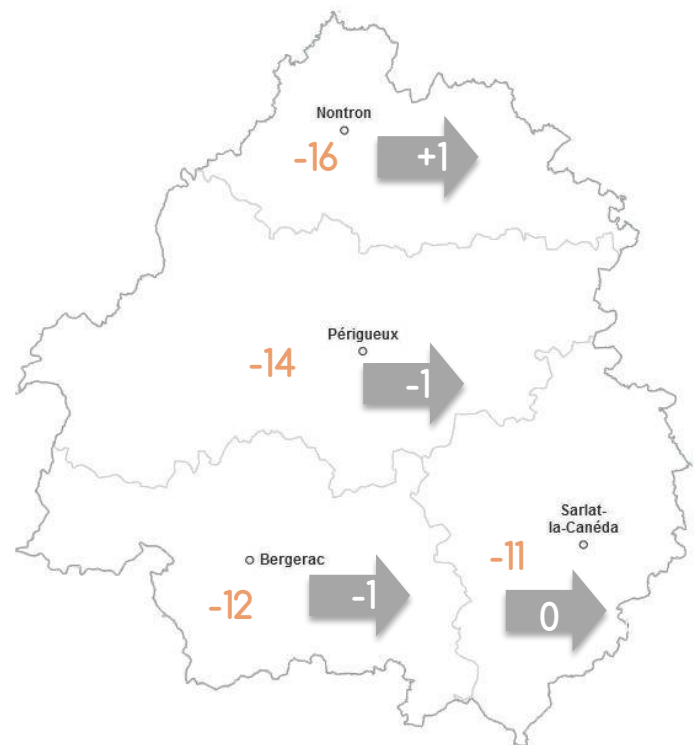 Nontron
-16
+1
Périgueux
-14
-1
Sarlat-
la-Canéda
-11
0
Bergerac
-12
-1